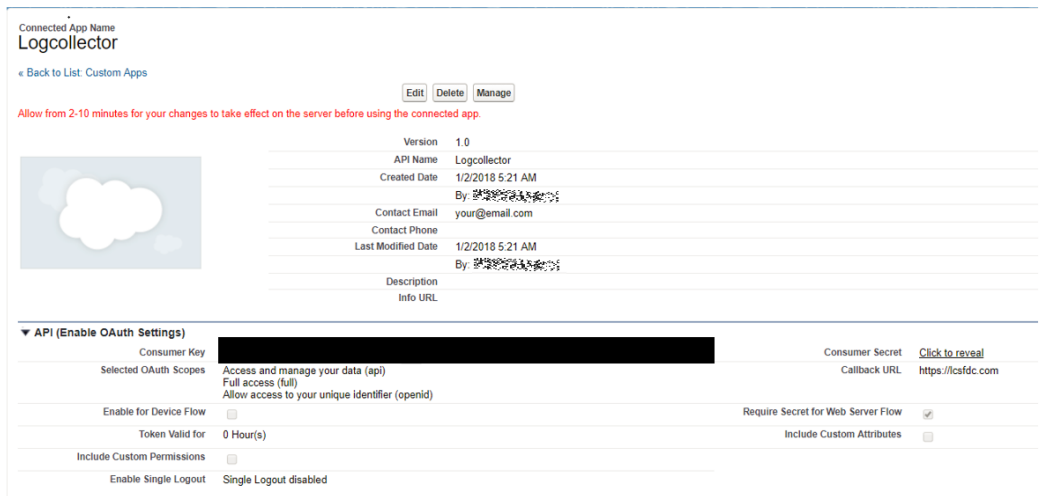 Connected App Name
Logcollector
« Back to List: Custom Apps
Edit Delete Manage
Allow from 2-10 minutes for your changes to take effect on the server before using the connected app.
Version 1.0
API Name Logcollector
Created Date 1/2/2018 5:21 AM
By:
Contact Email your@email.com
Contact Phone
Last Modified Date 1/2/2018 5:21 AM
By:
Description
Info URL
▼ API (Enable OAuth Settings)
Consumer Key Consumer Secret Click to reveal
Selected OAuth Scopes Access and manage your data (api) Callback URL https://lcsfdc.com
Full access (full)
Allow access to your unique identifier (openid)
Enable for Device Flow Require Secret for Web Server Flow
Token Valid for 0 Hour(s) Include Custom Attributes
Include Custom Permissions
Enable Single Logout Single Logout disabled